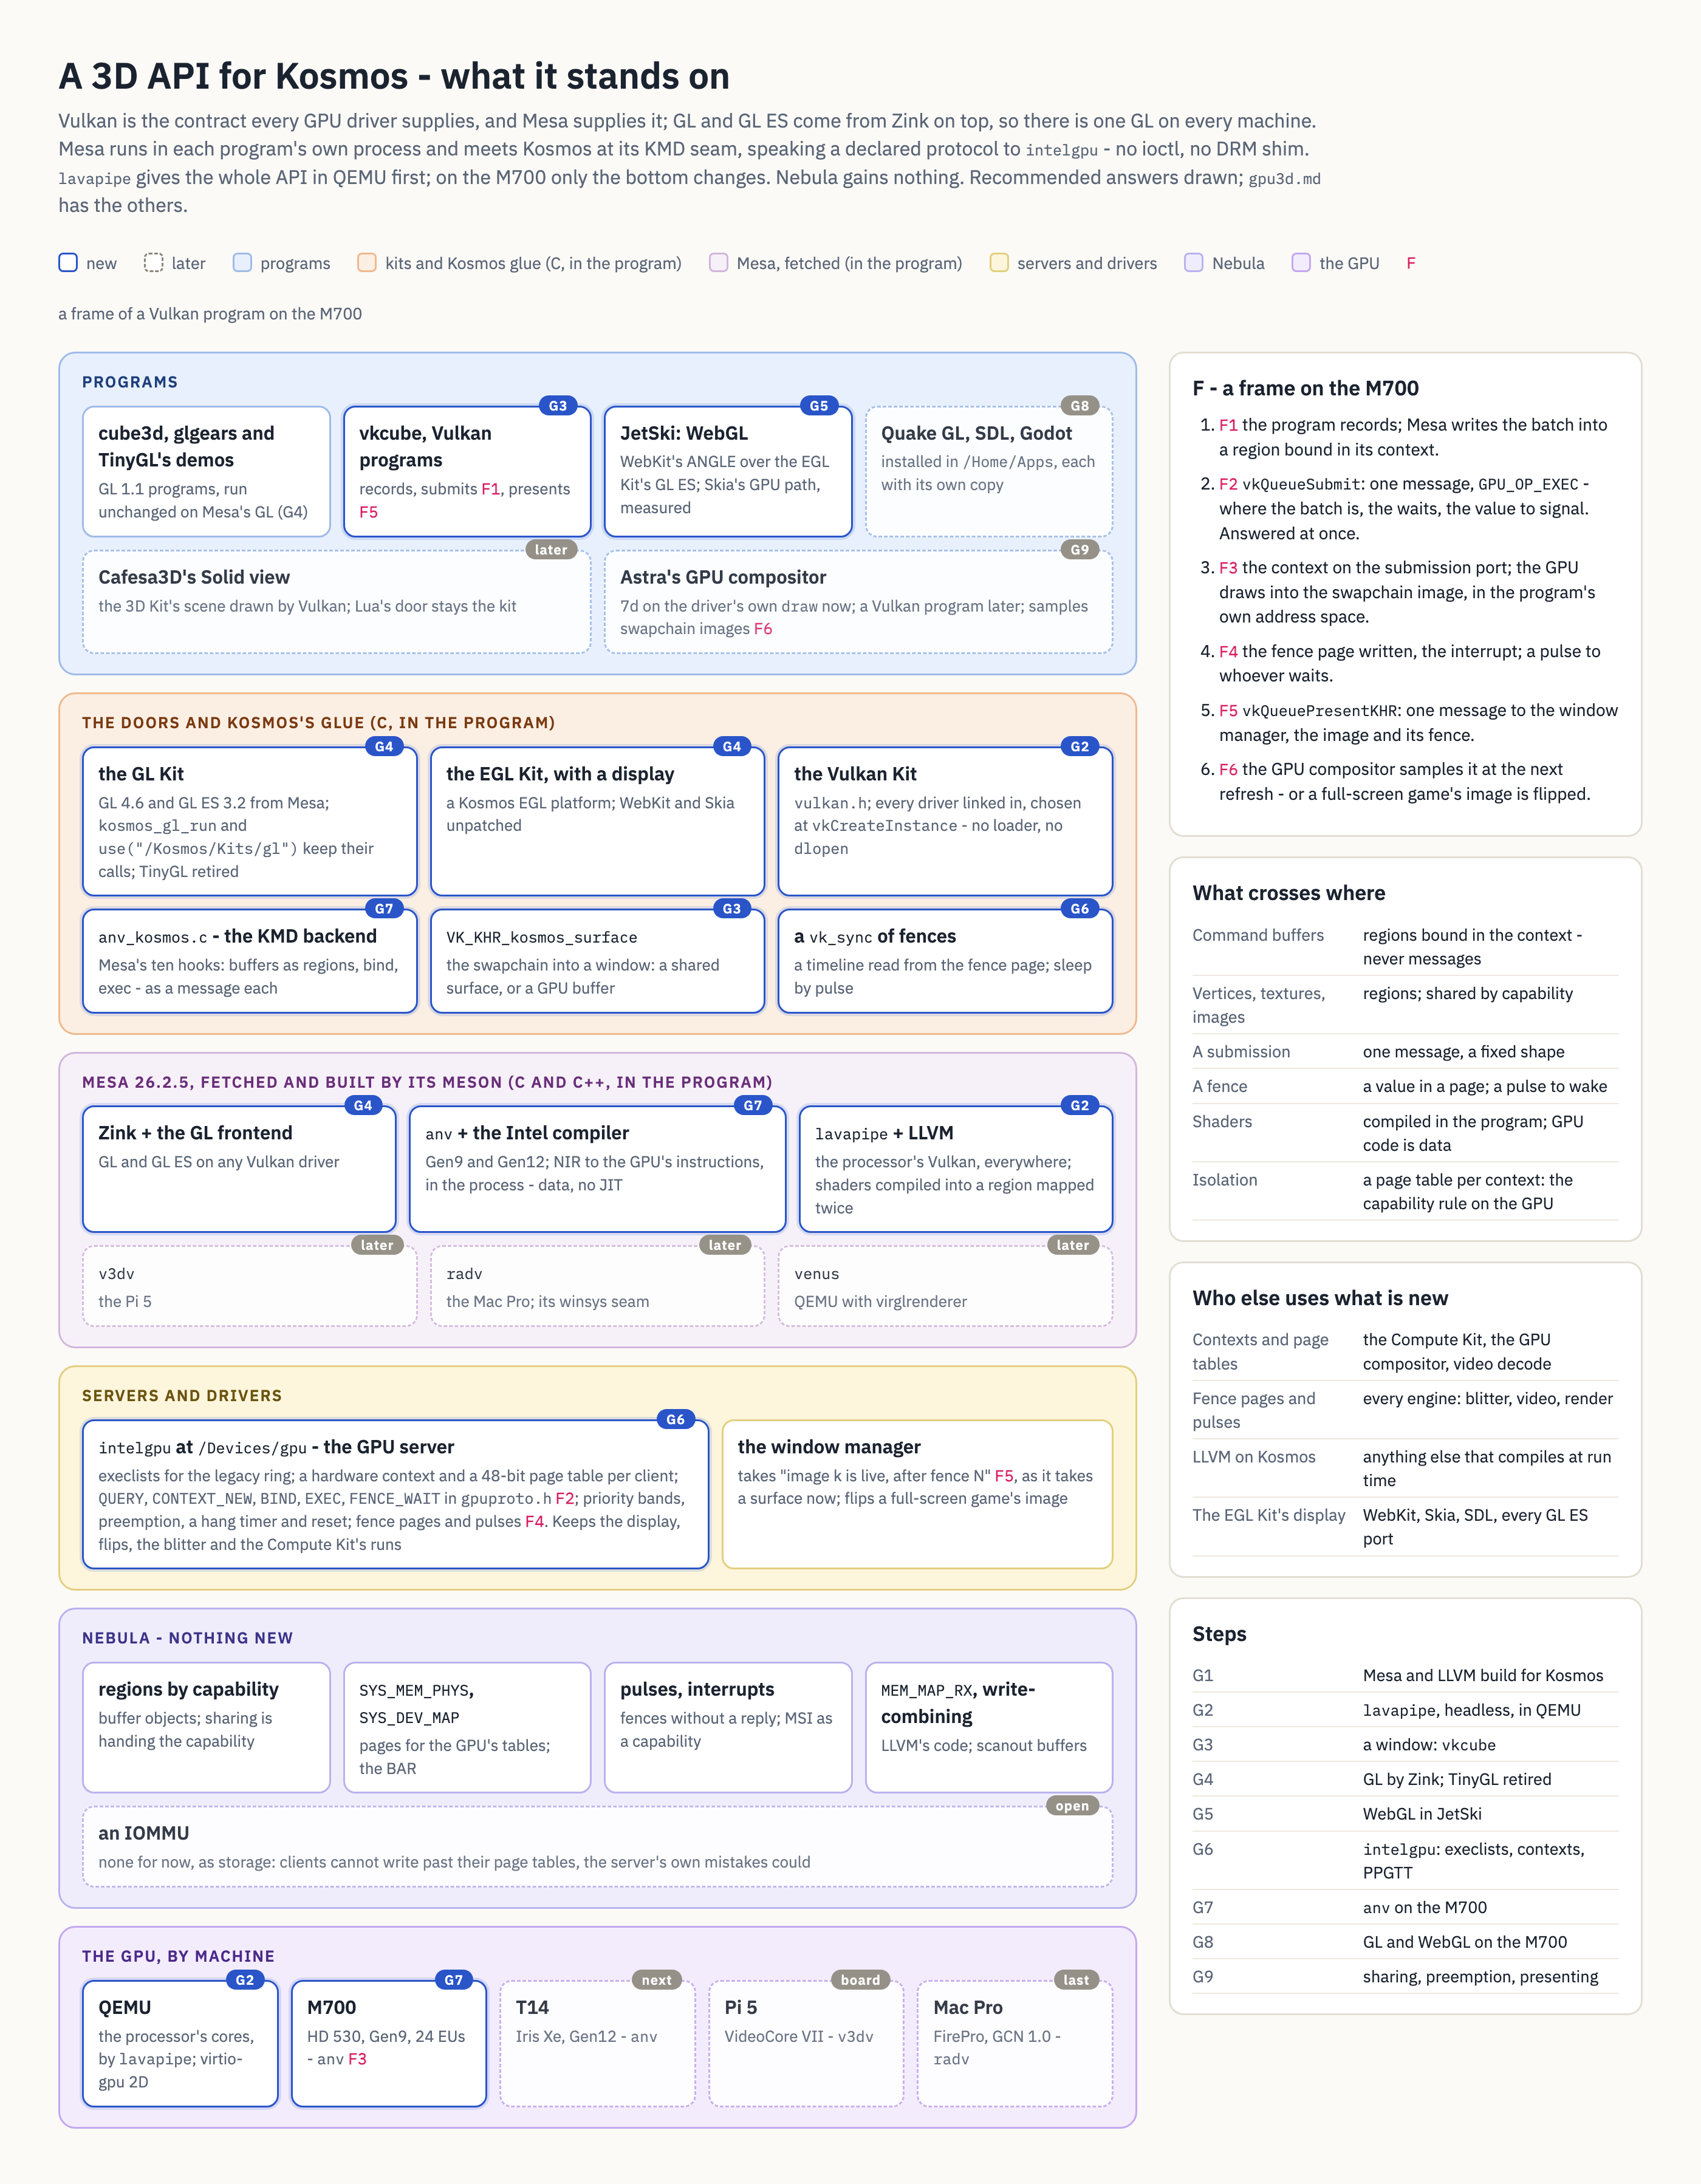 A 3D API for Kosmos - what it stands on
Vulkan is the contract every GPU driver supplies, and Mesa supplies it; GL and GL ES come from Zink on top, so there is one GL on every machine.
Mesa runs in each program's own process and meets Kosmos at its KMD seam, speaking a declared protocol to intelgpu - no ioctl, no DRM shim.
lavapipe gives the whole API in QEMU first; on the M700 only the bottom changes. Nebula gains nothing. Recommended answers drawn; gpu3d.md
has the others.
new later programs kits and Kosmos glue (C, in the program) Mesa, fetched (in the program) servers and drivers Nebula the GPU F
a frame of a Vulkan program on the M700
PROGRAMS
cube3d, glgears and
TinyGL's demos
GL 1.1 programs, run
unchanged on Mesa's GL (G4)
G3
vkcube, Vulkan
programs
records, submits F1, presents
F5
G5
JetSki: WebGL
WebKit's ANGLE over the EGL
Kit's GL ES; Skia's GPU path,
measured
G8
Quake GL, SDL, Godot
installed in /Home/Apps, each
with its own copy
later
Cafesa3D's Solid view
the 3D Kit's scene drawn by Vulkan; Lua's door stays the kit
G9
Astra's GPU compositor
7d on the driver's own draw now; a Vulkan program later; samples
swapchain images F6
THE DOORS AND KOSMOS'S GLUE (C, IN THE PROGRAM)
G4
the GL Kit
GL 4.6 and GL ES 3.2 from Mesa;
kosmos_gl_run and
use("/Kosmos/Kits/gl") keep their
calls; TinyGL retired
G4
the EGL Kit, with a display
a Kosmos EGL platform; WebKit and Skia
unpatched
G2
the Vulkan Kit
vulkan.h; every driver linked in, chosen
at vkCreateInstance - no loader, no
dlopen
G7
anv_kosmos.c - the KMD backend
Mesa's ten hooks: buffers as regions, bind,
exec - as a message each
G3
VK_KHR_kosmos_surface
the swapchain into a window: a shared
surface, or a GPU buffer
G6
a vk_sync of fences
a timeline read from the fence page; sleep
by pulse
MESA 26.2.5, FETCHED AND BUILT BY ITS MESON (C AND C++, IN THE PROGRAM)
G4
Zink + the GL frontend
GL and GL ES on any Vulkan driver
G7
anv + the Intel compiler
Gen9 and Gen12; NIR to the GPU's instructions,
in the process - data, no JIT
G2
lavapipe + LLVM
the processor's Vulkan, everywhere;
shaders compiled into a region mapped
twice
later
v3dv
the Pi 5
later
radv
the Mac Pro; its winsys seam
later
venus
QEMU with virglrenderer
SERVERS AND DRIVERS
G6
intelgpu at /Devices/gpu - the GPU server
execlists for the legacy ring; a hardware context and a 48-bit page table per client;
QUERY, CONTEXT_NEW, BIND, EXEC, FENCE_WAIT in gpuproto.h F2; priority bands,
preemption, a hang timer and reset; fence pages and pulses F4. Keeps the display,
flips, the blitter and the Compute Kit's runs
the window manager
takes "image k is live, after fence N" F5, as it takes
a surface now; flips a full-screen game's image
NEBULA - NOTHING NEW
regions by capability
buffer objects; sharing is
handing the capability
SYS_MEM_PHYS,
SYS_DEV_MAP
pages for the GPU's tables;
the BAR
pulses, interrupts
fences without a reply; MSI as
a capability
MEM_MAP_RX, write-
combining
LLVM's code; scanout buffers
open
an IOMMU
none for now, as storage: clients cannot write past their page tables, the server's own mistakes could
THE GPU, BY MACHINE
G2
QEMU
the processor's cores,
by lavapipe; virtio-
gpu 2D
G7
M700
HD 530, Gen9, 24 EUs
- anv F3
next
T14
Iris Xe, Gen12 - anv
board
Pi 5
VideoCore VII - v3dv
last
Mac Pro
FirePro, GCN 1.0 -
radv
F - a frame on the M700
1. F1 the program records; Mesa writes the batch into
a region bound in its context.
2. F2 vkQueueSubmit: one message, GPU_OP_EXEC -
where the batch is, the waits, the value to signal.
Answered at once.
3. F3 the context on the submission port; the GPU
draws into the swapchain image, in the program's
own address space.
4. F4 the fence page written, the interrupt; a pulse to
whoever waits.
5. F5 vkQueuePresentKHR: one message to the window
manager, the image and its fence.
6. F6 the GPU compositor samples it at the next
refresh - or a full-screen game's image is flipped.
What crosses where
Command buffers regions bound in the context -
never messages
Vertices, textures, regions; shared by capability
images
A submission one message, a fixed shape
A fence a value in a page; a pulse to wake
Shaders compiled in the program; GPU
code is data
Isolation a page table per context: the
capability rule on the GPU
Who else uses what is new
Contexts and page the Compute Kit, the GPU
tables compositor, video decode
Fence pages and every engine: blitter, video, render
pulses
LLVM on Kosmos anything else that compiles at run
time
The EGL Kit's display WebKit, Skia, SDL, every GL ES
port
Steps
G1 Mesa and LLVM build for Kosmos
G2 lavapipe, headless, in QEMU
G3 a window: vkcube
G4 GL by Zink; TinyGL retired
G5 WebGL in JetSki
G6 intelgpu: execlists, contexts,
PPGTT
G7 anv on the M700
G8 GL and WebGL on the M700
G9 sharing, preemption, presenting